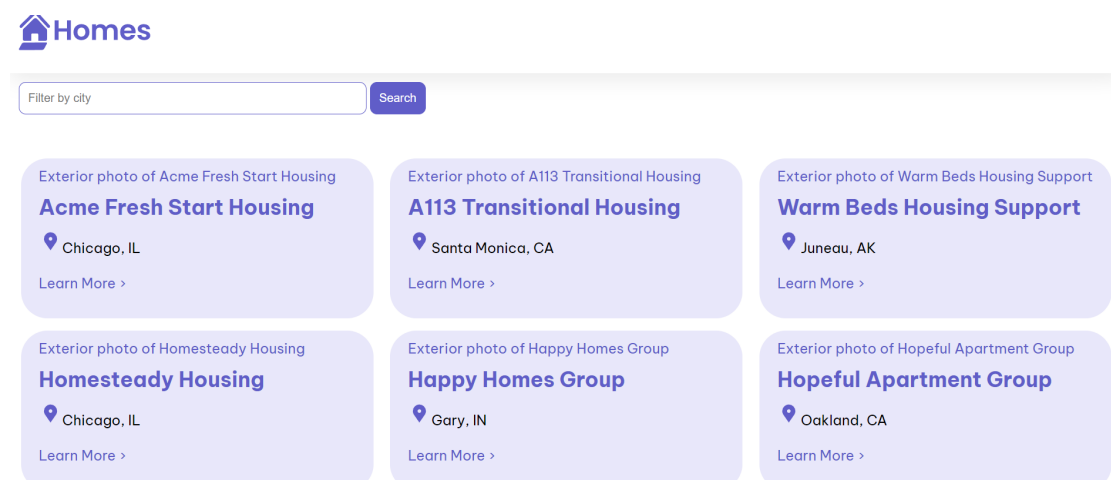 Homes
Filter by city
Search
Exterior photo of Acme Fresh Start Housing
Acme Fresh Start Housing
Chicago, IL
Learn More >
Exterior photo of A113 Transitional Housing
A113 Transitional Housing
Santa Monica, CA
Learn More >
Exterior photo of Warm Beds Housing Support
Warm Beds Housing Support
Juneau, AK
Learn More >
Exterior photo of Homesteady Housing
Homesteady Housing
Chicago, IL
Learn More >
Exterior photo of Happy Homes Group
Happy Homes Group
Gary, IN
Learn More >
Exterior photo of Hopeful Apartment Group
Hopeful Apartment Group
Oakland, CA
Learn More >